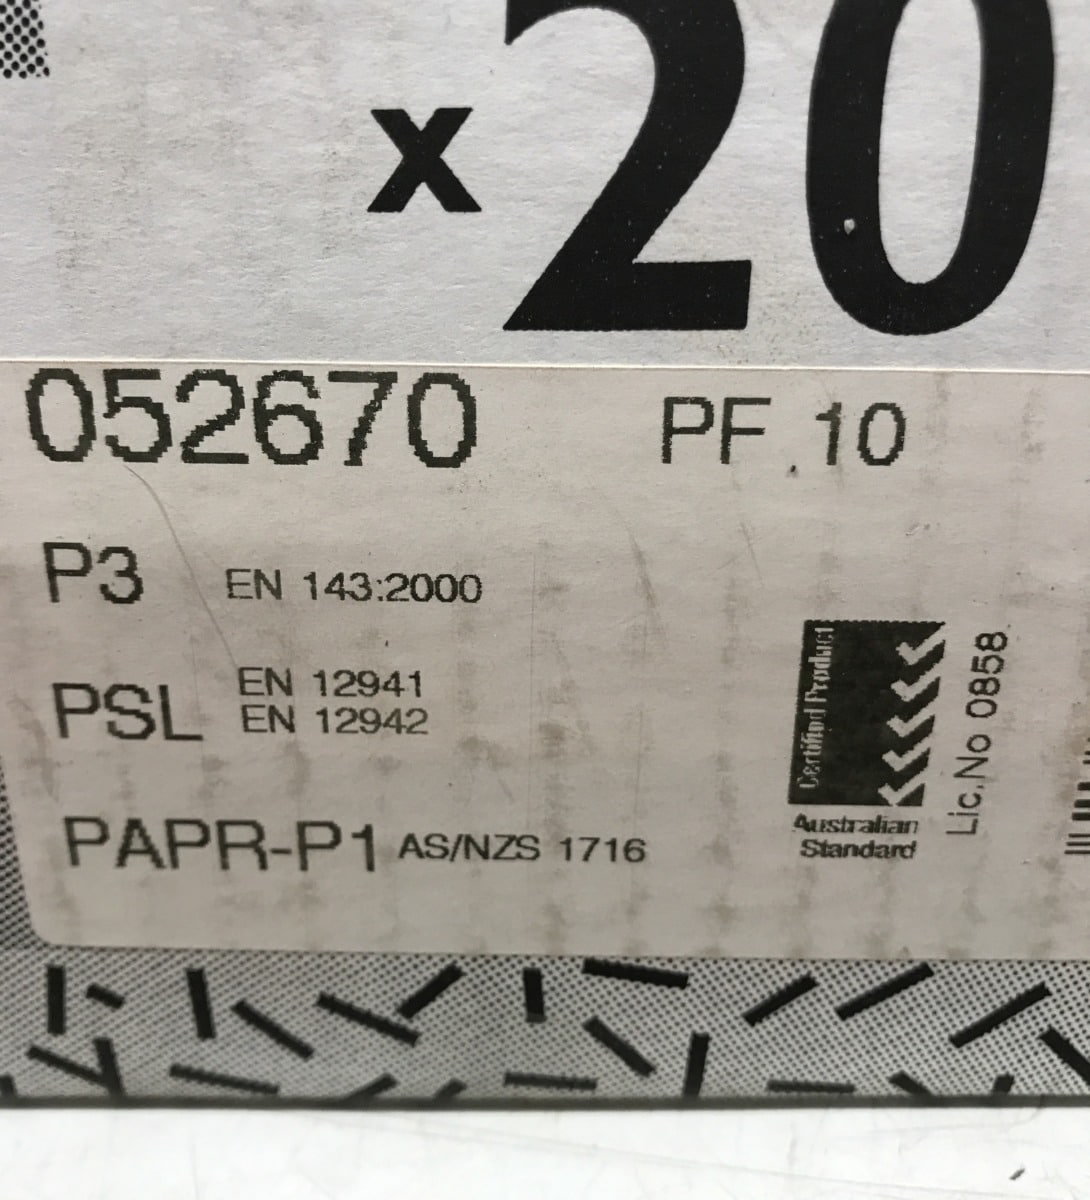 x20
052670 PF 10
P3 EN 143:2000
PSL EN 12941
EN 12942
PAPR-P1 AS/NZS 1716
Certified Product
Australian
Standard
Lic.No 0858